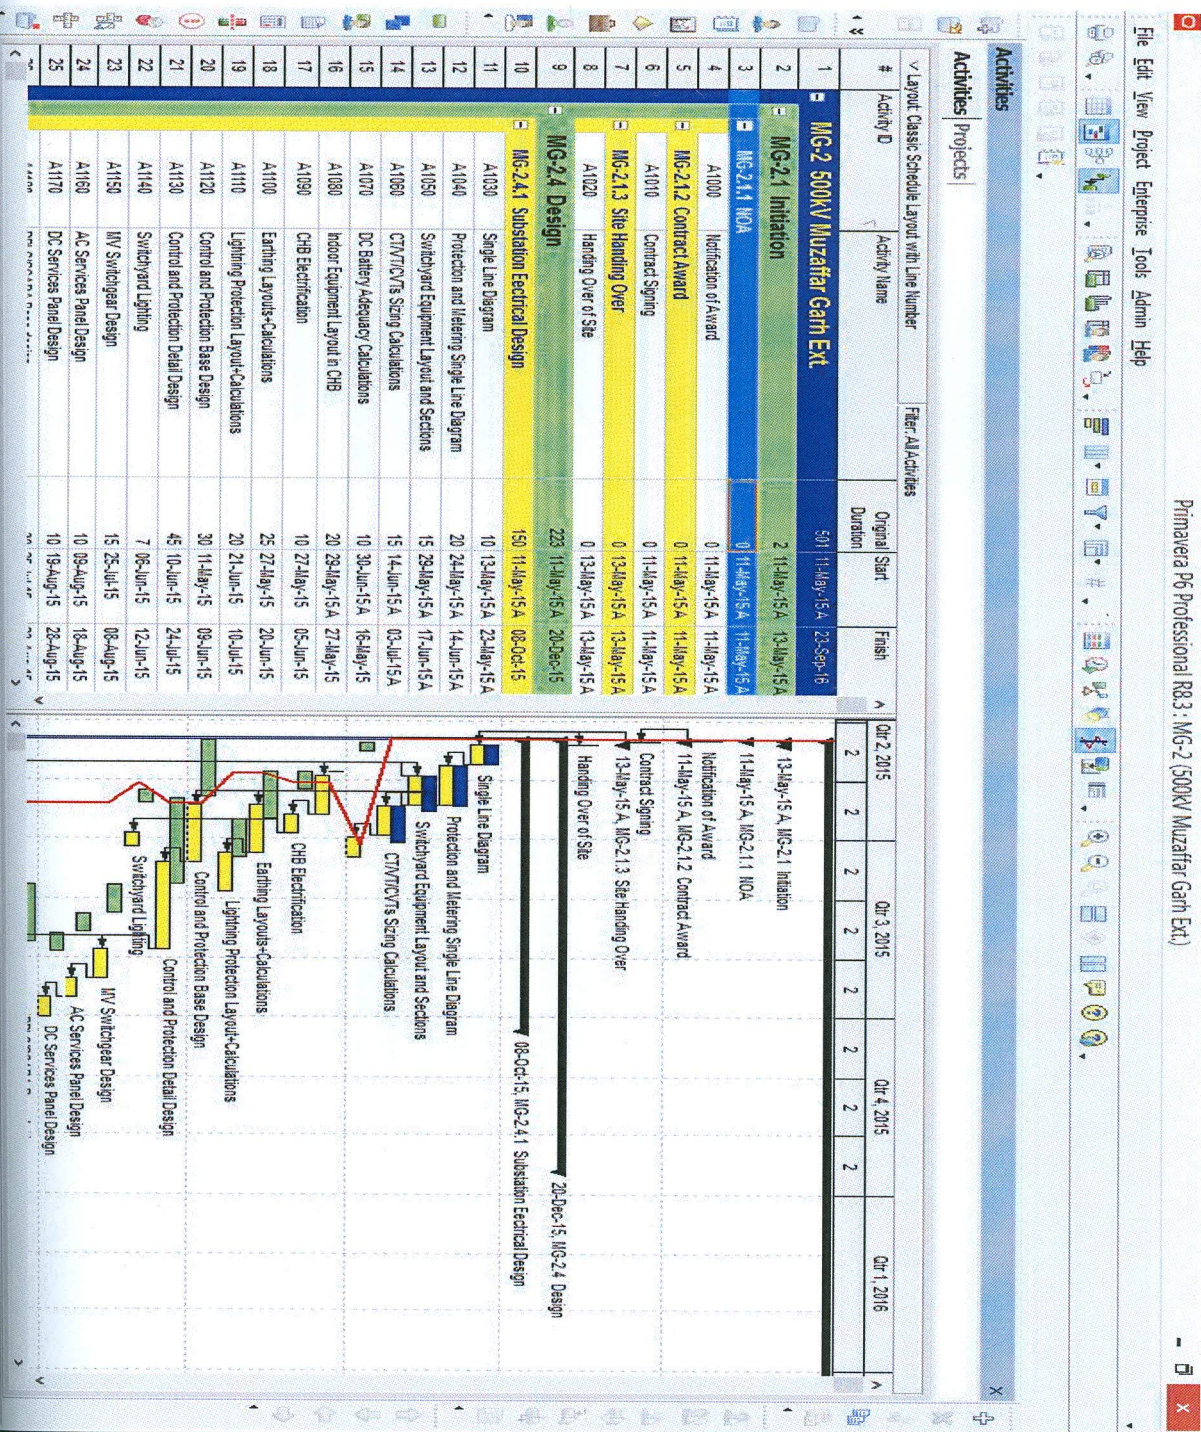 Primavera P6 Professional R8.3 : MG-2 (500kV Muzaffar Garh Ext.)
File Edit View Project Enterprise Tools Admin Help
Activities
Activities Projects
Layout: Classic Schedule Layout with Line Number Filter: All Activities
# Activity ID Activity Name Original Duration Start Finish
1 MG-2 500kV Muzaffar Garh Ext. 501 11-May-15 A 23-Sep-16
2 MG-2.1 Initiation 2 11-May-15 A 13-May-15 A
3 MG-2.1.1 NOA 0 11-May-15 A 11-May-15 A
4 A1000 Notification of Award 0 11-May-15 A 11-May-15 A
5 MG-2.1.2 Contract Award 0 11-May-15 A 11-May-15 A
6 A1010 Contract Signing 0 11-May-15 A 11-May-15 A
7 MG-2.1.3 Site Handing Over 0 13-May-15 A 13-May-15 A
8 A1020 Handing Over of Site 0 13-May-15 A 13-May-15 A
9 MG-2.4 Design 223 11-May-15 A 20-Dec-15
10 MG-2.4.1 Substation Eectrical Design 150 11-May-15 A 08-Oct-15
11 A1030 Single Line Diagram 10 13-May-15 A 23-May-15 A
12 A1040 Protection and Metering Single Line Diagram 20 24-May-15 A 14-Jun-15 A
13 A1050 Switchyard Equipment Layout and Sections 15 29-May-15 A 17-Jun-15 A
14 A1060 CT/VT/CVTs Sizing Calculations 15 14-Jun-15 A 03-Jul-15 A
15 A1070 DC Battery Adequacy Calculations 10 30-Jun-15 A 16-May-15
16 A1080 Indoor Equipment Layout in CHB 20 29-May-15 A 27-May-15
17 A1090 CHB Electrification 10 27-May-15 05-Jun-15
18 A1100 Earthing Layouts+Calculations 25 27-May-15 20-Jun-15
19 A1110 Lightning Protection Layout+Calculations 20 21-Jun-15 10-Jul-15
20 A1120 Control and Protection Base Design 30 11-May-15 09-Jun-15
21 A1130 Control and Protection Detail Design 45 10-Jun-15 24-Jul-15
22 A1140 Switchyard Lighting 7 06-Jun-15 12-Jun-15
23 A1150 MV Switchgear Design 15 25-Jul-15 08-Aug-15
24 A1160 AC Services Panel Design 10 09-Aug-15 18-Aug-15
25 A1170 DC Services Panel Design 10 19-Aug-15 28-Aug-15
Qtr 2, 2015 Qtr 3, 2015 Qtr 4, 2015 Qtr 1, 2016
2 2 2 2 2 2 2 2
13-May-15 A, MG-2.1 Initiation
11-May-15 A, MG-2.1.1 NOA
Notification of Award
11-May-15 A, MG-2.1.2 Contract Award
Contract Signing
13-May-15 A, MG-2.1.3 Site Handing Over
Handing Over of Site
20-Dec-15, MG-2.4 Design
08-Oct-15, MG-2.4.1 Substation Eectrical Design
Single Line Diagram
Protection and Metering Single Line Diagram
Switchyard Equipment Layout and Sections
CT/VT/CVTs Sizing Calculations
CHB Electrification
Earthing Layouts+Calculations
Lightning Protection Layout+Calculations
Control and Protection Base Design
Control and Protection Detail Design
Switchyard Lighting
MV Switchgear Design
AC Services Panel Design
DC Services Panel Design